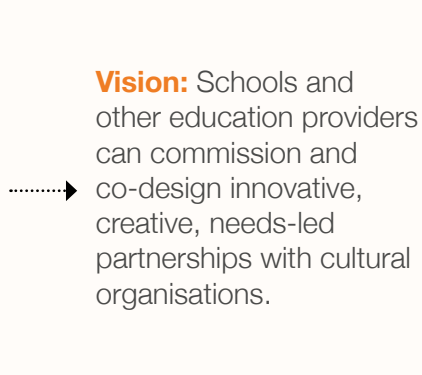 Vision: Schools and
other education providers
can commission and
co-design innovative,
creative, needs-led
partnerships with cultural
organisations.